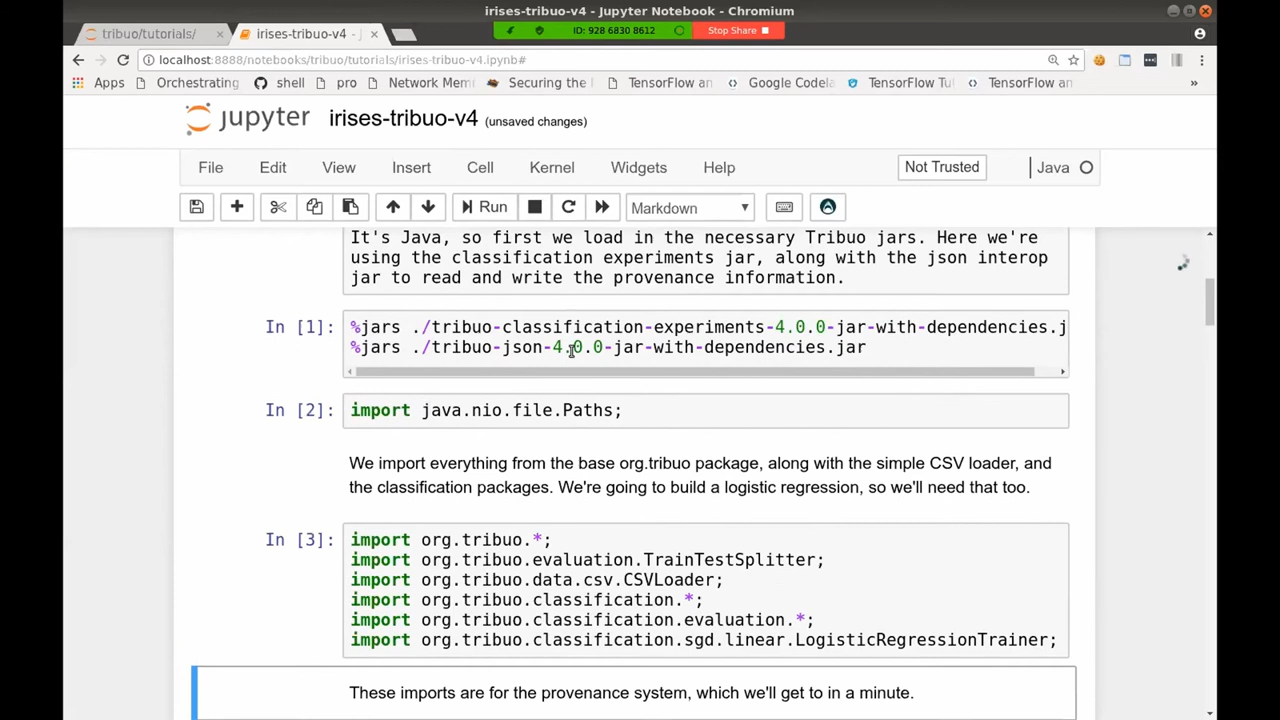 irises-tribuo-v4 - Jupyter Notebook - Chromium
tribuo/tutorials/
irises-tribuo-v4 - J
ID: 928 6830 8612
Stop Share
localhost:8888/notebooks/tribuo/tutorials/irises-tribuo-v4.ipynb#
Apps Orchestrating shell pro Network Mem Securing the TensorFlow an Google Codela TensorFlow Tut TensorFlow an »
jupyter irises-tribuo-v4 (unsaved changes)
File Edit View Insert Cell Kernel Widgets Help Not Trusted Java
Run Markdown
It's Java, so first we load in the necessary Tribuo jars. Here we're
using the classification experiments jar, along with the json interop
jar to read and write the provenance information.
In [1]: %jars ./tribuo-classification-experiments-4.0.0-jar-with-dependencies.j
%jars ./tribuo-json-4.0.0-jar-with-dependencies.jar
In [2]: import java.nio.file.Paths;
We import everything from the base org.tribuo package, along with the simple CSV loader, and
the classification packages. We're going to build a logistic regression, so we'll need that too.
In [3]: import org.tribuo.*;
import org.tribuo.evaluation.TrainTestSplitter;
import org.tribuo.data.csv.CSVLoader;
import org.tribuo.classification.*;
import org.tribuo.classification.evaluation.*;
import org.tribuo.classification.sgd.linear.LogisticRegressionTrainer;
These imports are for the provenance system, which we'll get to in a minute.